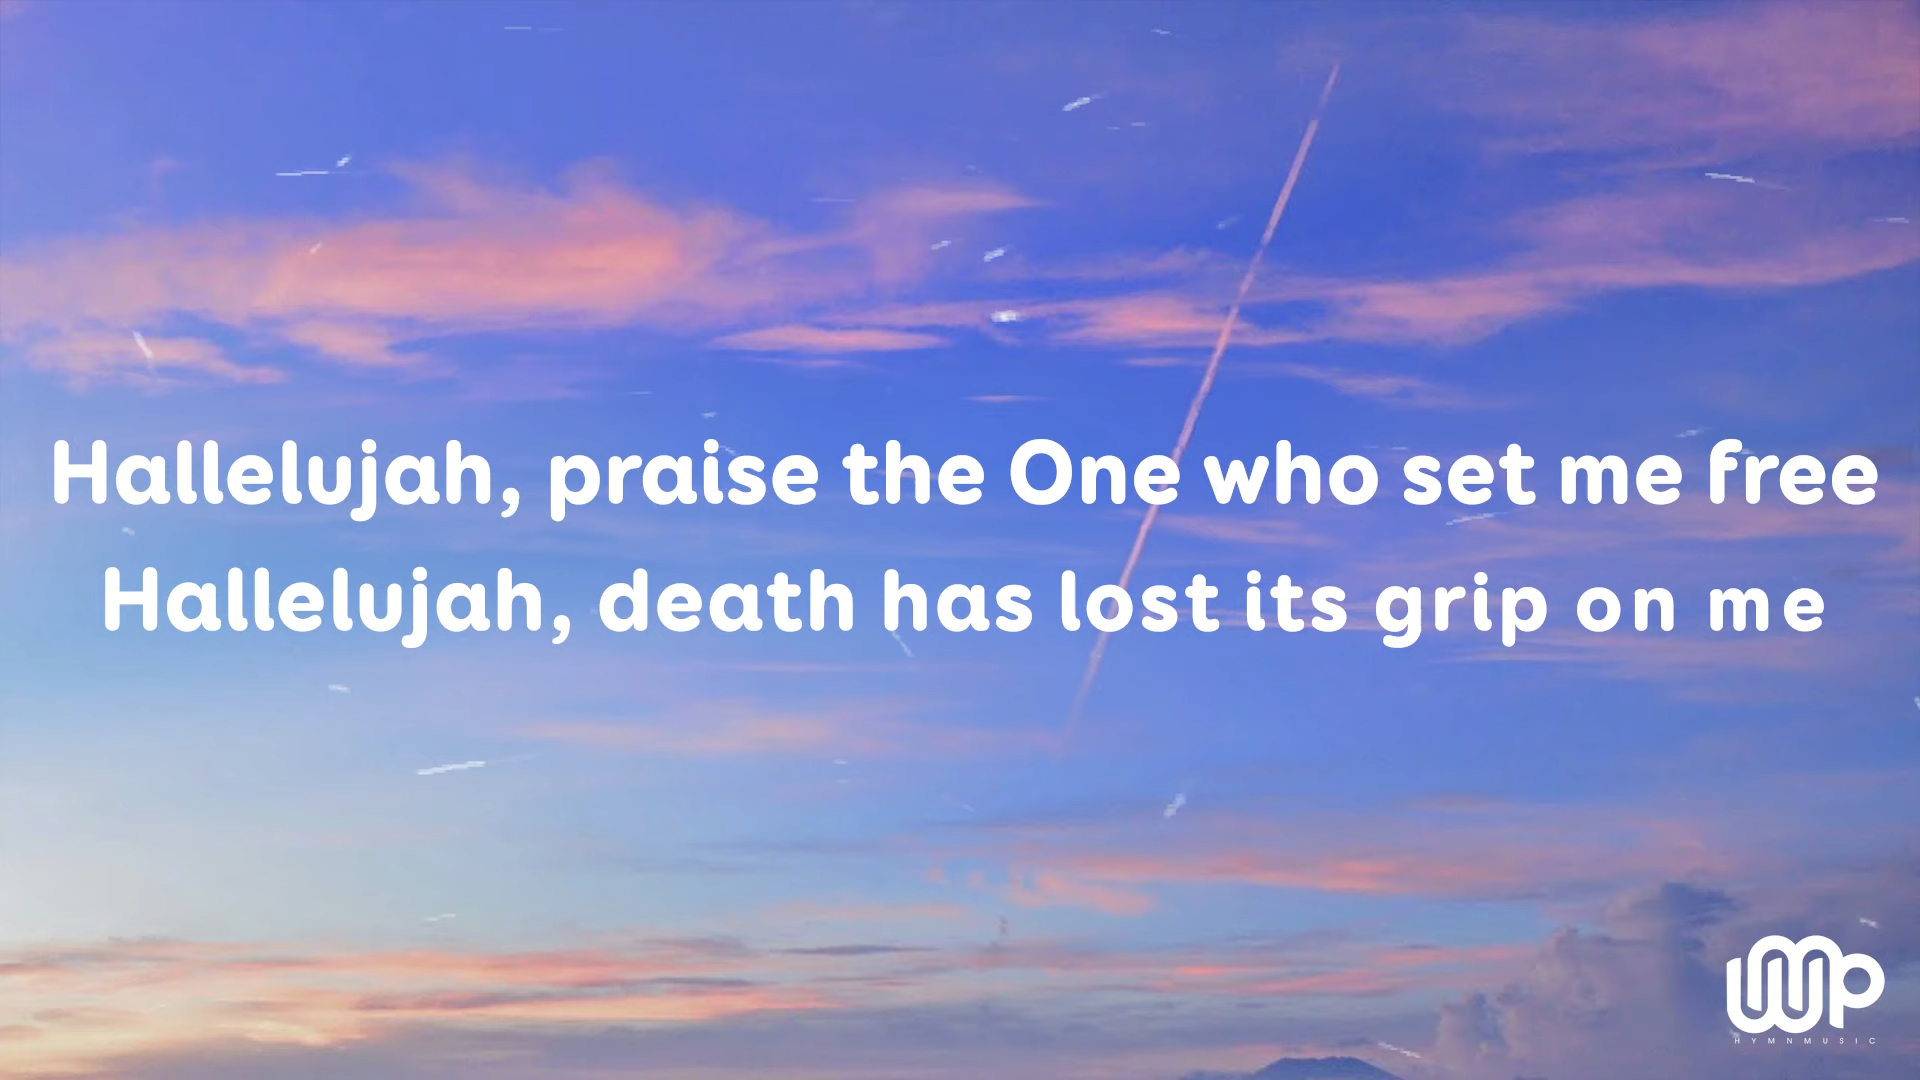 Hallelujah, praise the One who set me free
Hallelujah, death has lost its grip on me
HYMNMUSIC